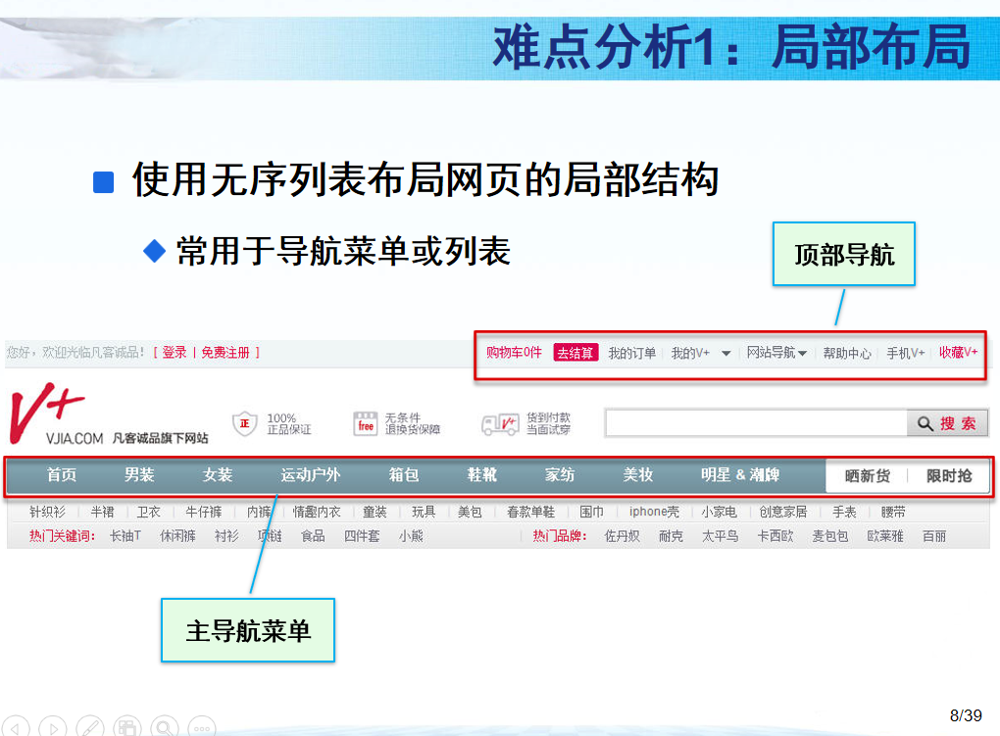 难点分析1：局部布局
使用无序列表布局网页的局部结构
常用于导航菜单或列表
顶部导航
您好，欢迎光临凡客诚品! [ 登录 | 免费注册 ] 购物车0件 去结算 我的订单 我的V+ 网站导航 帮助中心 手机V+ 收藏V+
V+ VJIA.COM 凡客诚品旗下网站
正 100% 正品保证
free 无条件 退换货保障
V+ 货到付款 当面试穿
搜 索
首页 男装 女装 运动户外 箱包 鞋靴 家纺 美妆 明星 & 潮牌 晒新货 限时抢
针织衫 半裙 卫衣 牛仔裤 内裤 情趣内衣 童装 玩具 美包 春款单鞋 围巾 iphone壳 小家电 创意家居 手表 腰带
热门关键词: 长袖T 休闲裤 衬衫 项链 食品 四件套 小熊 热门品牌: 佐丹奴 耐克 太平鸟 卡西欧 麦包包 欧莱雅 百丽
主导航菜单
8/39